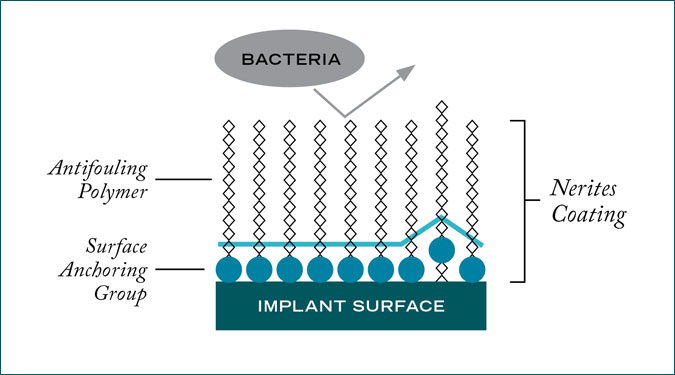 BACTERIA
Antifouling
Polymer
Surface
Anchoring
Group
Nerites
Coating
IMPLANT SURFACE